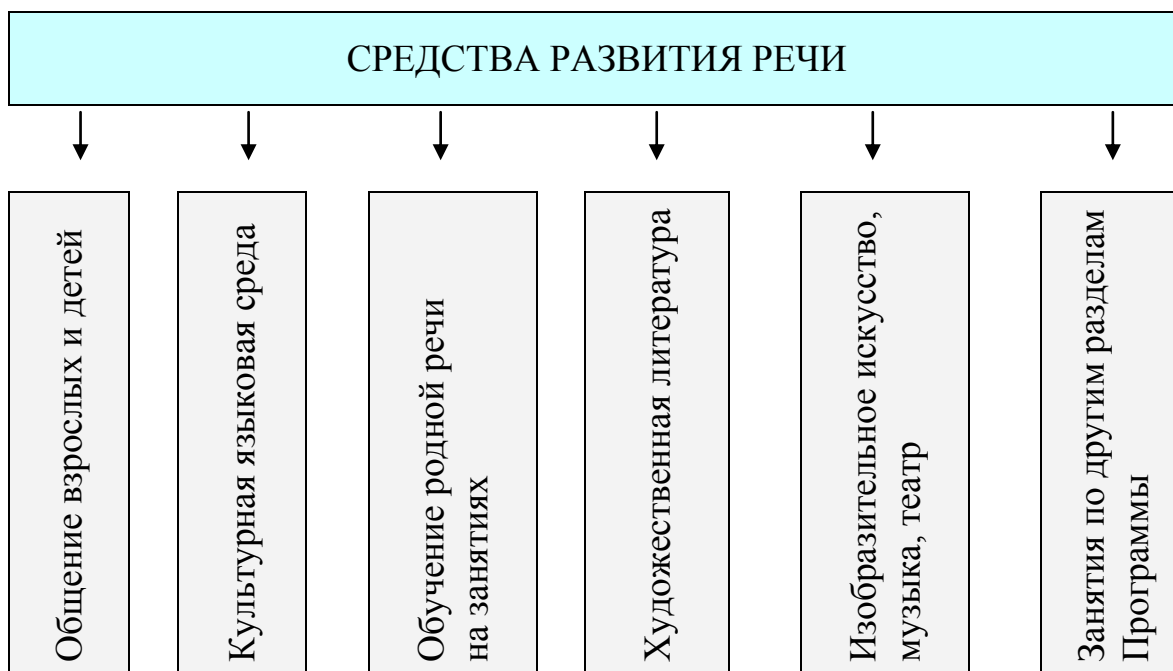 СРЕДСТВА РАЗВИТИЯ РЕЧИ
Общение взрослых и детей
Культурная языковая среда
Обучение родной речи
на занятиях
Художественная литература
Изобразительное искусство,
музыка, театр
Занятия по другим разделам
Программы